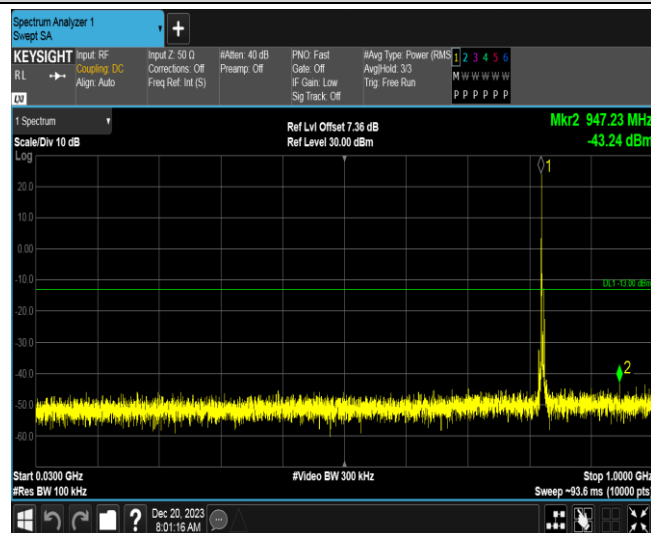 Spectrum Analyzer 1
Swept SA
+
KEYSIGHT Input: RF Input Z: 50 Ω #Atten: 40 dB PNO: Fast #Avg Type: Power (RMS 1 2 3 4 5 6
RL Coupling: DC Corrections: Off Preamp: Off Gate: Off Avg|Hold: 3/3 M W W W W W
Align: Auto Freq Ref: Int (S) IF Gain: Low Trig: Free Run
LXI Sig Track: Off P P P P P P
1 Spectrum Ref Lvl Offset 7.36 dB Mkr2 947.23 MHz
Scale/Div 10 dB Ref Level 30.00 dBm -43.24 dBm
Log
1
20.0
10.0
0.00
-10.0
DL1 -13.00 dBm
-20.0
-30.0
-40.0
2
-50.0
-60.0
Start 0.0300 GHz #Video BW 300 kHz Stop 1.0000 GHz
#Res BW 100 kHz Sweep ~93.6 ms (10000 pts)
? Dec 20, 2023
8:01:16 AM